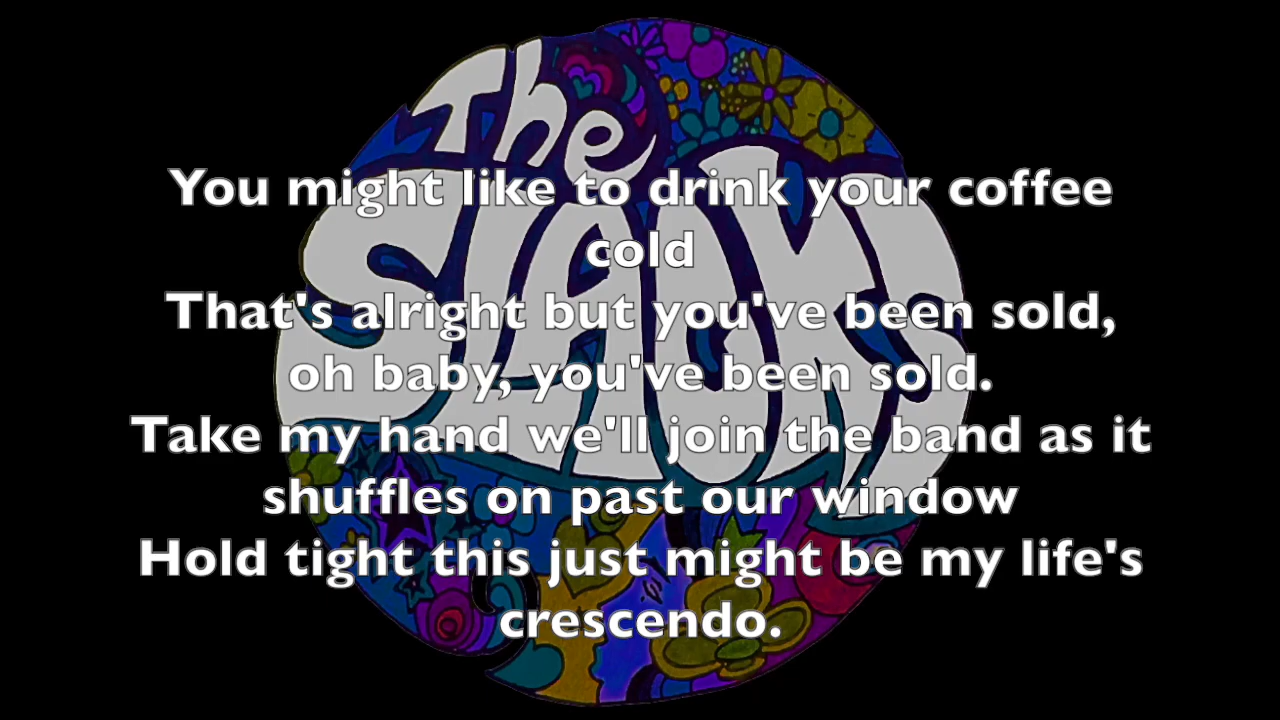 The
SLACKS
You might like to drink your coffee
cold
That's alright but you've been sold,
oh baby, you've been sold.
Take my hand we'll join the band as it
shuffles on past our window
Hold tight this just might be my life's
crescendo.